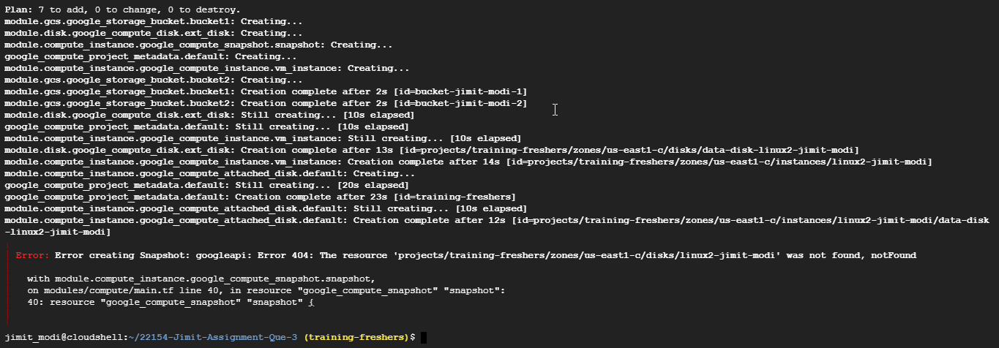 Plan: 7 to add, 0 to change, 0 to destroy.
module.gcs.google_storage_bucket.bucket1: Creating...
module.disk.google_compute_disk.ext_disk: Creating...
module.compute_instance.google_compute_snapshot.snapshot: Creating...
google_compute_project_metadata.default: Creating...
module.compute_instance.google_compute_instance.vm_instance: Creating...
module.gcs.google_storage_bucket.bucket2: Creating...
module.gcs.google_storage_bucket.bucket1: Creation complete after 2s [id=bucket-jimit-modi-1]
module.gcs.google_storage_bucket.bucket2: Creation complete after 2s [id=bucket-jimit-modi-2]
module.disk.google_compute_disk.ext_disk: Still creating... [10s elapsed]
google_compute_project_metadata.default: Still creating... [10s elapsed]
module.compute_instance.google_compute_instance.vm_instance: Still creating... [10s elapsed]
module.disk.google_compute_disk.ext_disk: Creation complete after 13s [id=projects/training-freshers/zones/us-east1-c/disks/data-disk-linux2-jimit-modi]
module.compute_instance.google_compute_instance.vm_instance: Creation complete after 14s [id=projects/training-freshers/zones/us-east1-c/instances/linux2-jimit-modi]
module.compute_instance.google_compute_attached_disk.default: Creating...
google_compute_project_metadata.default: Still creating... [20s elapsed]
google_compute_project_metadata.default: Creation complete after 23s [id=training-freshers]
module.compute_instance.google_compute_attached_disk.default: Still creating... [10s elapsed]
module.compute_instance.google_compute_attached_disk.default: Creation complete after 12s [id=projects/training-freshers/zones/us-east1-c/instances/linux2-jimit-modi/data-disk
-linux2-jimit-modi]
Error: Error creating Snapshot: googleapi: Error 404: The resource 'projects/training-freshers/zones/us-east1-c/disks/linux2-jimit-modi' was not found, notFound
with module.compute_instance.google_compute_snapshot.snapshot,
on modules/compute/main.tf line 40, in resource "google_compute_snapshot" "snapshot":
40: resource "google_compute_snapshot" "snapshot" {
jimit_modi@cloudshell:~/22154-Jimit-Assignment-Que-3 (training-freshers)$